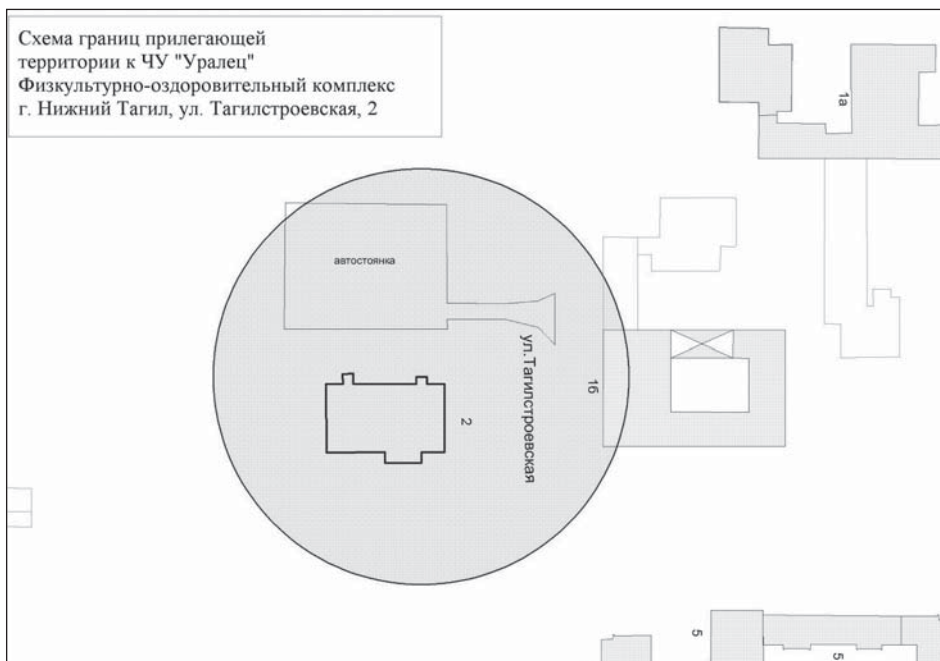 Схема границ прилегающей
территории к ЧУ "Уралец"
Физкультурно-оздоровительный комплекс
г. Нижний Тагил, ул. Тагилстроевская, 2
1а
автостоянка
ул.Тагилстроевская
1б
2
5
5